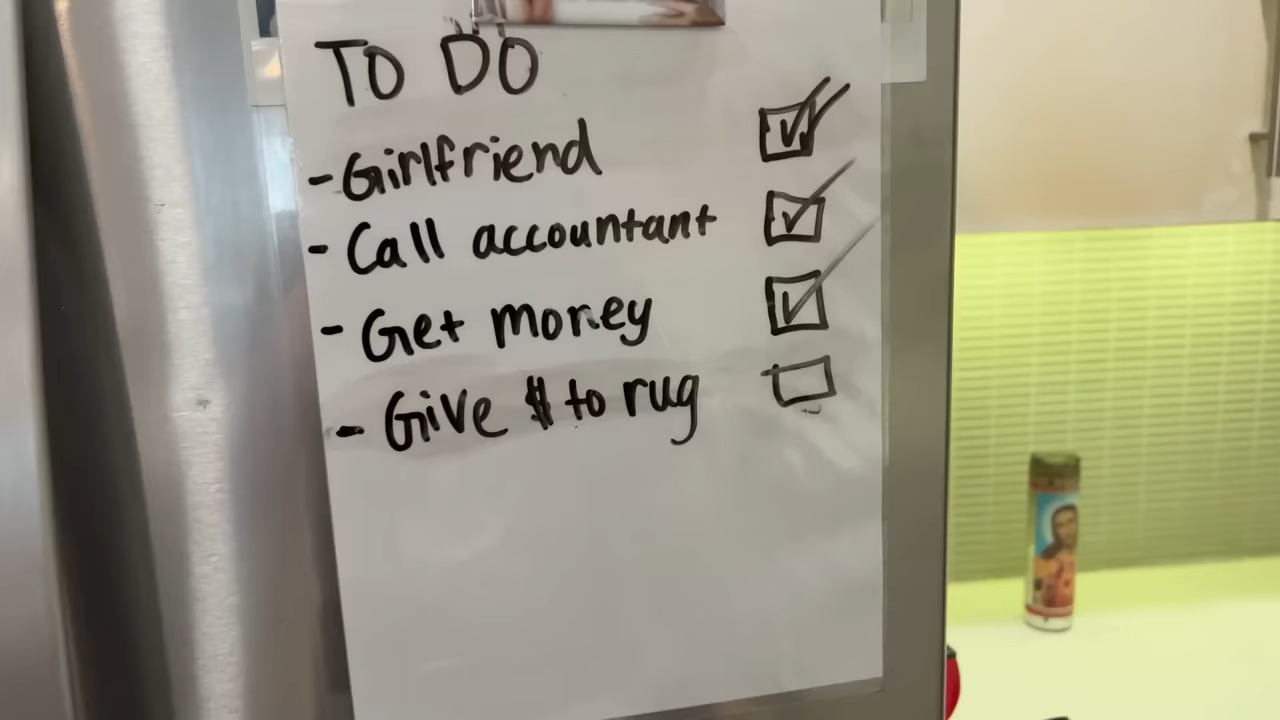 TO DO
- Girlfriend
- Call accountant
- Get money
- Give $ to rug